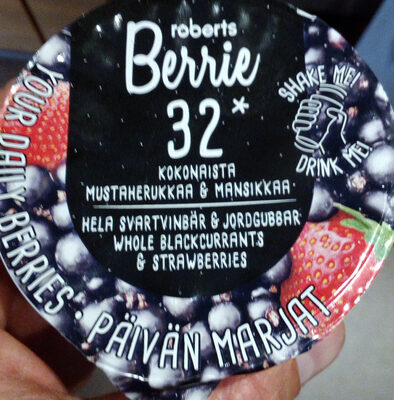 roberts
Berrie
32*
KOKONAISTA
MUSTAHERUKKAA & MANSIKKAA
HELA SVARTVINBÄR & JORDGUBBAR
WHOLE BLACKCURRANTS
& STRAWBERRIES
SHAKE ME!
DRINK ME!
YOUR DAILY BERRIES · PÄIVÄN MARJAT